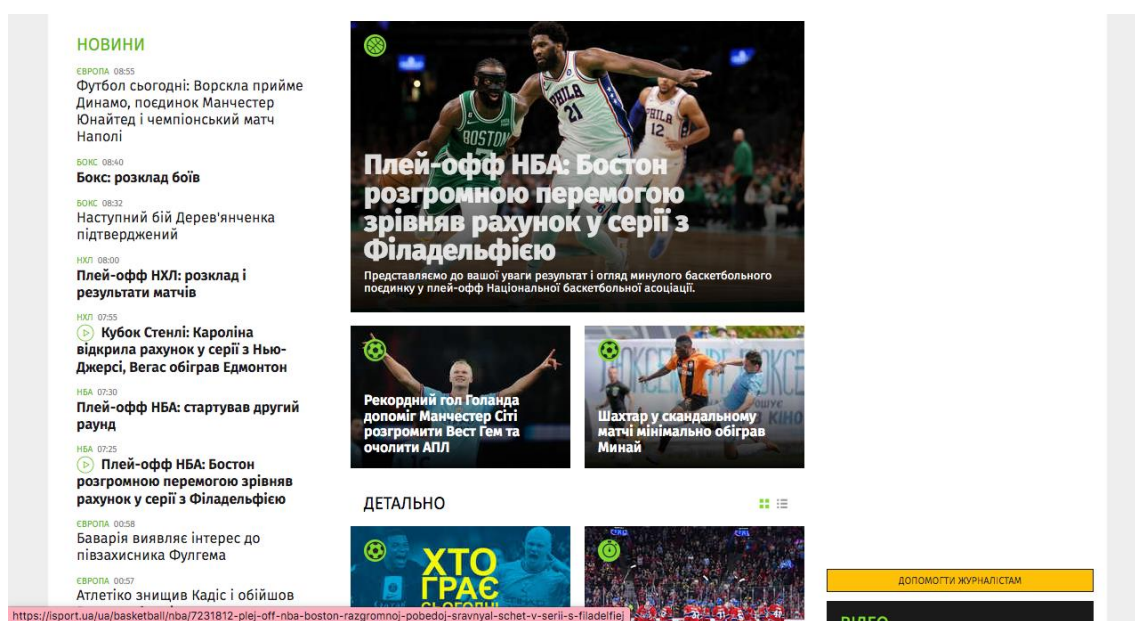 НОВИНИ
ЄВРОПА 08:55
Футбол сьогодні: Ворскла прийме
Динамо, поєдинок Манчестер
Юнайтед і чемпіонський матч
Наполі
БОКС 08:40
Бокс: розклад боїв
БОКС 08:32
Наступний бій Дерев'янченка
підтверджений
НХЛ 08:00
Плей-офф НХЛ: розклад і
результати матчів
НХЛ 07:55
Кубок Стенлі: Кароліна
відкрила рахунок у серії з Нью-
Джерсі, Вегас обіграв Едмонтон
НБА 07:30
Плей-офф НБА: стартував другий
раунд
НБА 07:25
Плей-офф НБА: Бостон
розгромною перемогою зрівняв
рахунок у серії з Філадельфією
ЄВРОПА 00:58
Баварія виявляє інтерес до
півзахисника Фулгема
ЄВРОПА 00:57
Атлетіко знищив Кадіс і обійшов
https://isport.ua/ua/basketball/nba/7231812-plej-off-nba-boston-razgromnoj-pobedoj-sravnyal-schet-v-serii-s-filadelfiej
BOSTON
7
PHILA
21
PHILA
12
Плей-офф НБА: Бостон
розгромною перемогою
зрівняв рахунок у серії з
Філадельфією
Представляємо до вашої уваги результат і огляд минулого баскетбольного
поєдинку у плей-офф Національної баскетбольної асоціації.
Рекордний гол Голанда
допоміг Манчестер Сіті
розгромити Вест Гем та
очолити АПЛ
Шахтар у скандальному
матчі мінімально обіграв
Минай
ДЕТАЛЬНО
ХТО
ГРАЄ
СЬОГОДНІ
ДОПОМОГТИ ЖУРНАЛІСТАМ
ВІДЕО